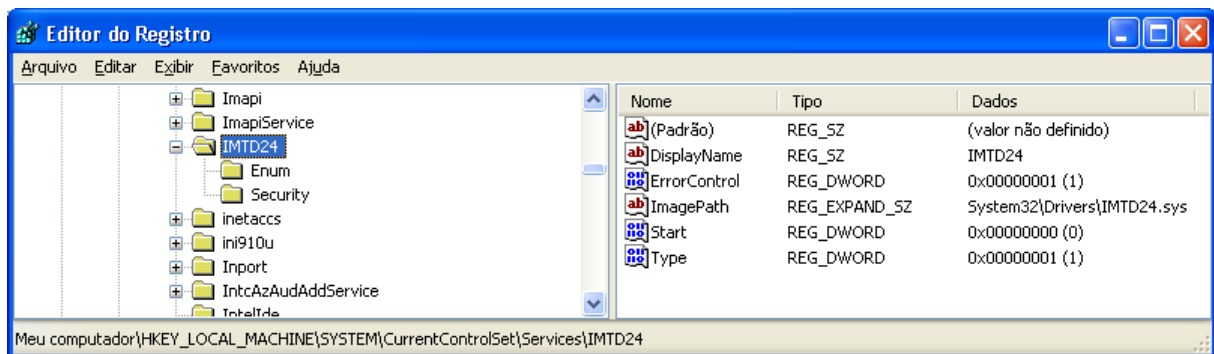 Editor do Registro
Arquivo Editar Exibir Favoritos Ajuda
Imapi
ImapiService
IMTD24
Enum
Security
inetaccs
ini910u
Inport
IntcAzAudAddService
IntelIde
Nome Tipo Dados
(Padrão) REG_SZ (valor não definido)
DisplayName REG_SZ IMTD24
ErrorControl REG_DWORD 0x00000001 (1)
ImagePath REG_EXPAND_SZ System32\Drivers\IMTD24.sys
Start REG_DWORD 0x00000000 (0)
Type REG_DWORD 0x00000001 (1)
Meu computador\HKEY_LOCAL_MACHINE\SYSTEM\CurrentControlSet\Services\IMTD24